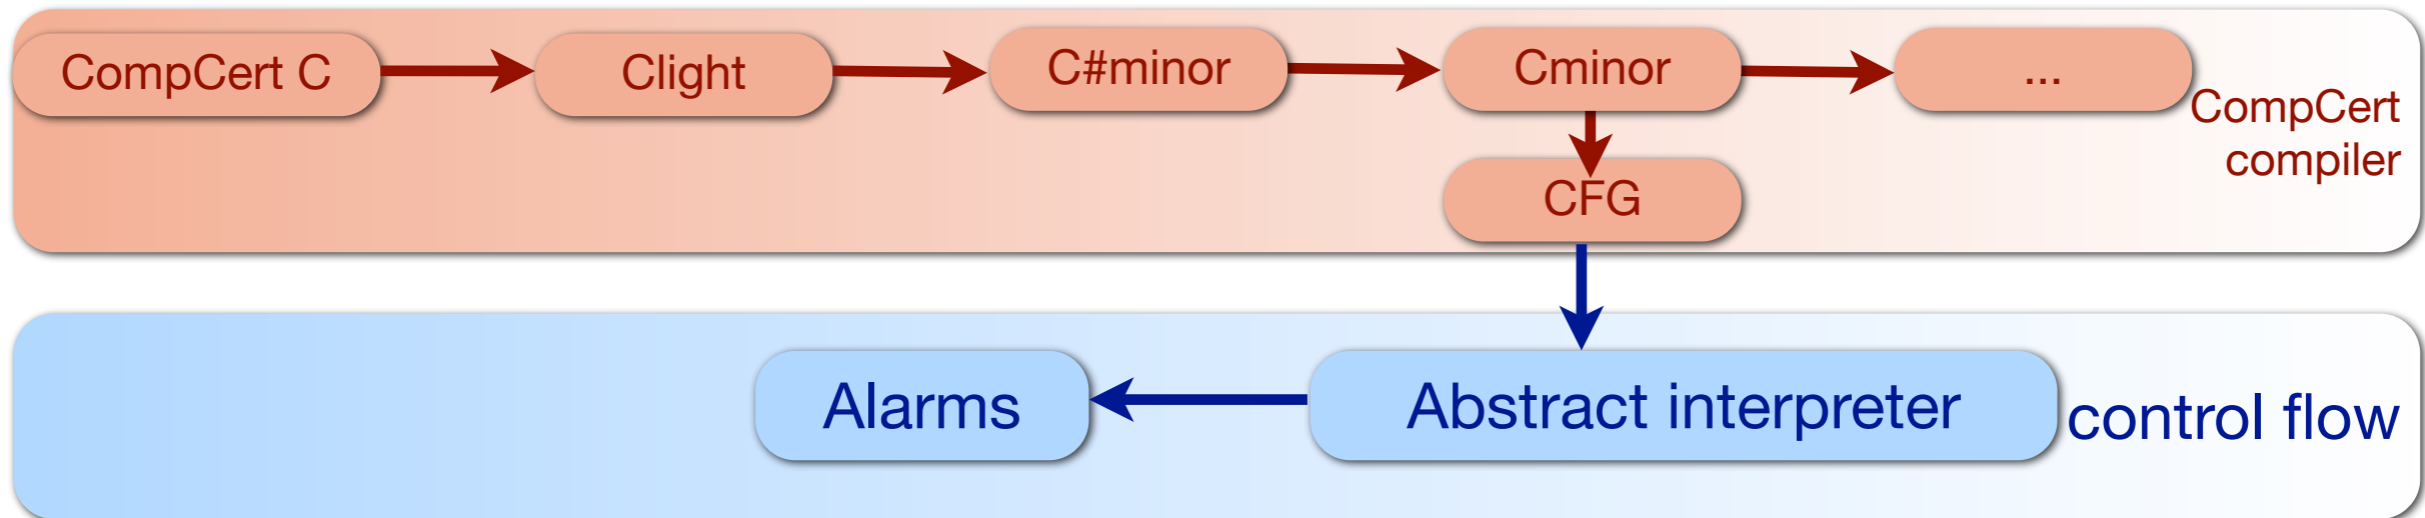 CompCert C
Clight
C#minor
Cminor
...
CompCert
compiler
CFG
Alarms
Abstract interpreter
control flow